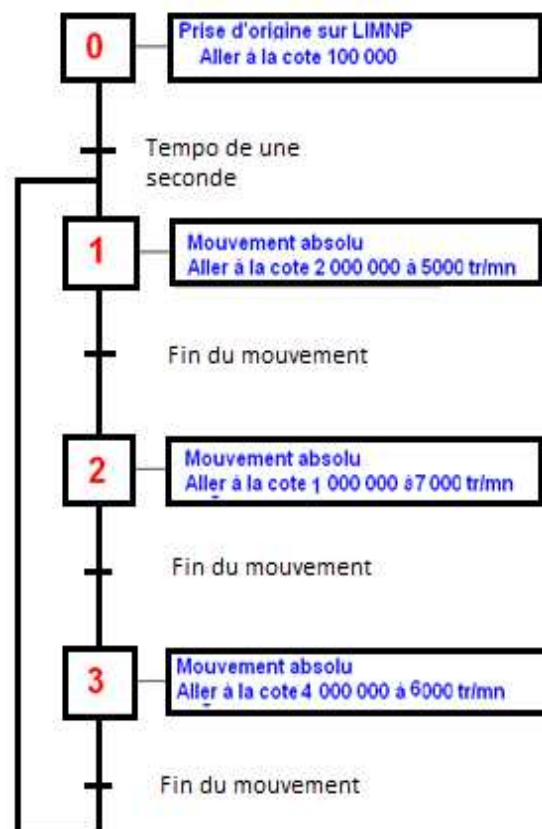 0
Prise d'origine sur LIMNP
Aller à la cote 100 000
Tempo de une
seconde
1
Mouvement absolu
Aller à la cote 2 000 000 à 5000 tr/mn
Fin du mouvement
2
Mouvement absolu
Aller à la cote 1 000 000 à7 000 tr/mn
Fin du mouvement
3
Mouvement absolu
Aller à la cote 4 000 000 à 6000 tr/mn
Fin du mouvement